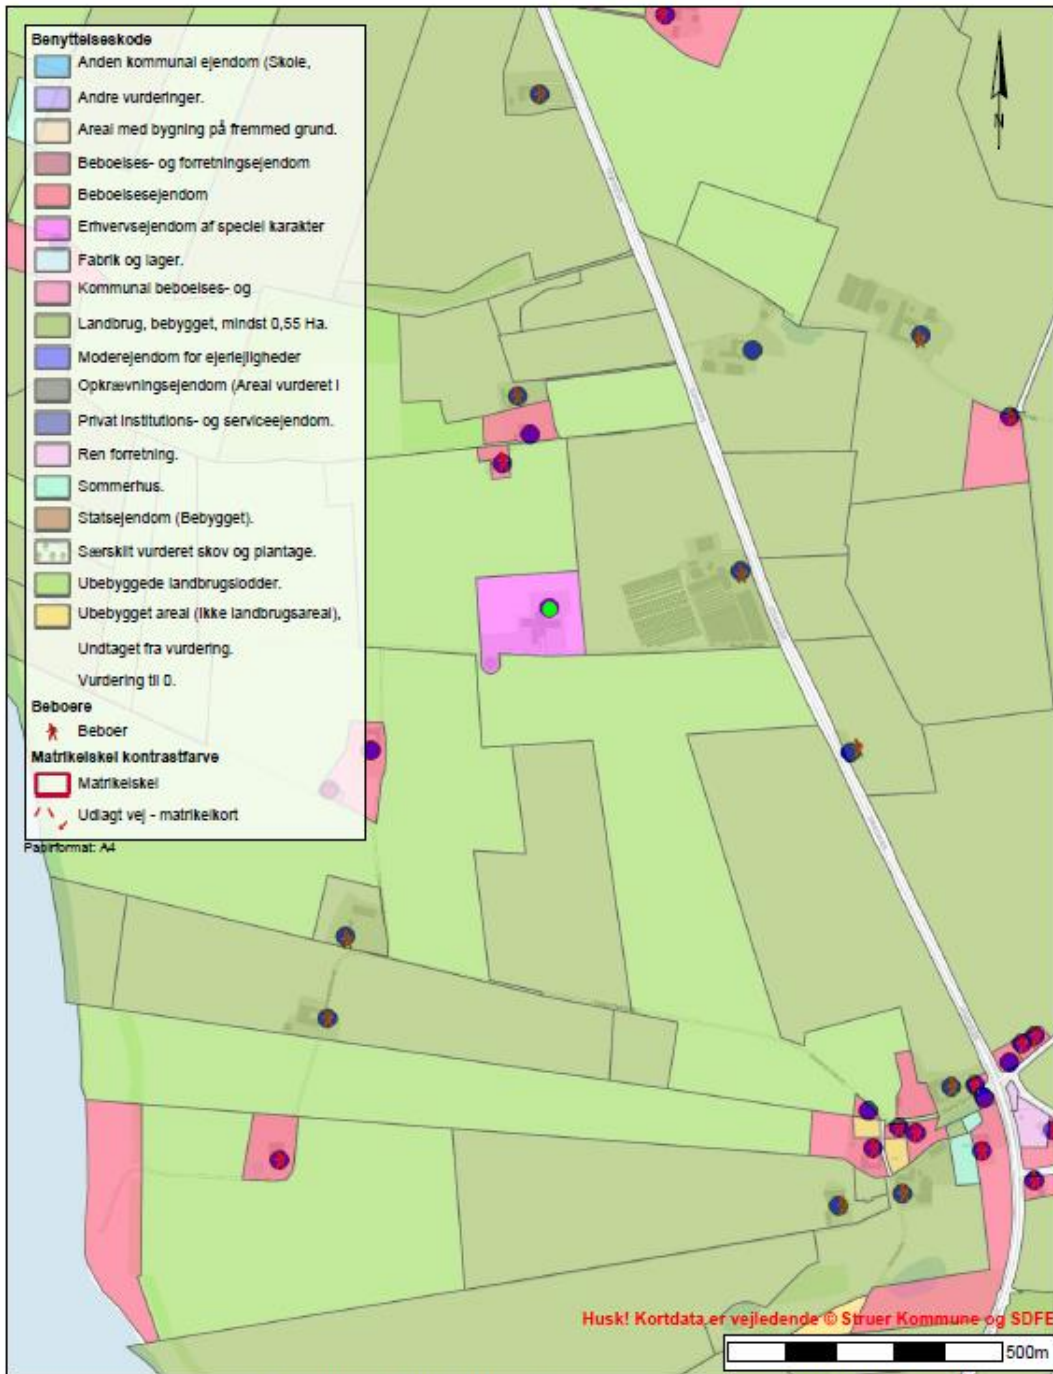 Benyttelseskode
Anden kommunal ejendom (Skole,
Andre vurderinger.
Areal med bygning på fremmed grund.
Beboelses- og forretningsejendom
Beboelsesejendom
Erhvervsejendom af speciel karakter
Fabrik og lager.
Kommunal beboelses- og
Landbrug, bebygget, mindst 0,55 Ha.
Moderejendom for ejerlejligheder
Opkrævningsejendom (Areal vurderet i
Privat institutions- og serviceejendom.
Ren forretning.
Sommerhus.
Statsejendom (Bebygget).
Særskilt vurderet skov og plantage.
Ubebyggede landbrugslodder.
Ubebygget areal (ikke landbrugsareal),
Undtaget fra vurdering.
Vurdering til 0.
Beboere
Beboer
Matrikelskel kontrastfarve
Matrikelskel
Udlagt vej - matrikelkort
Papirformat: A4
N
Husk! Kortdata er vejledende © Struer Kommune og SDFE
500m